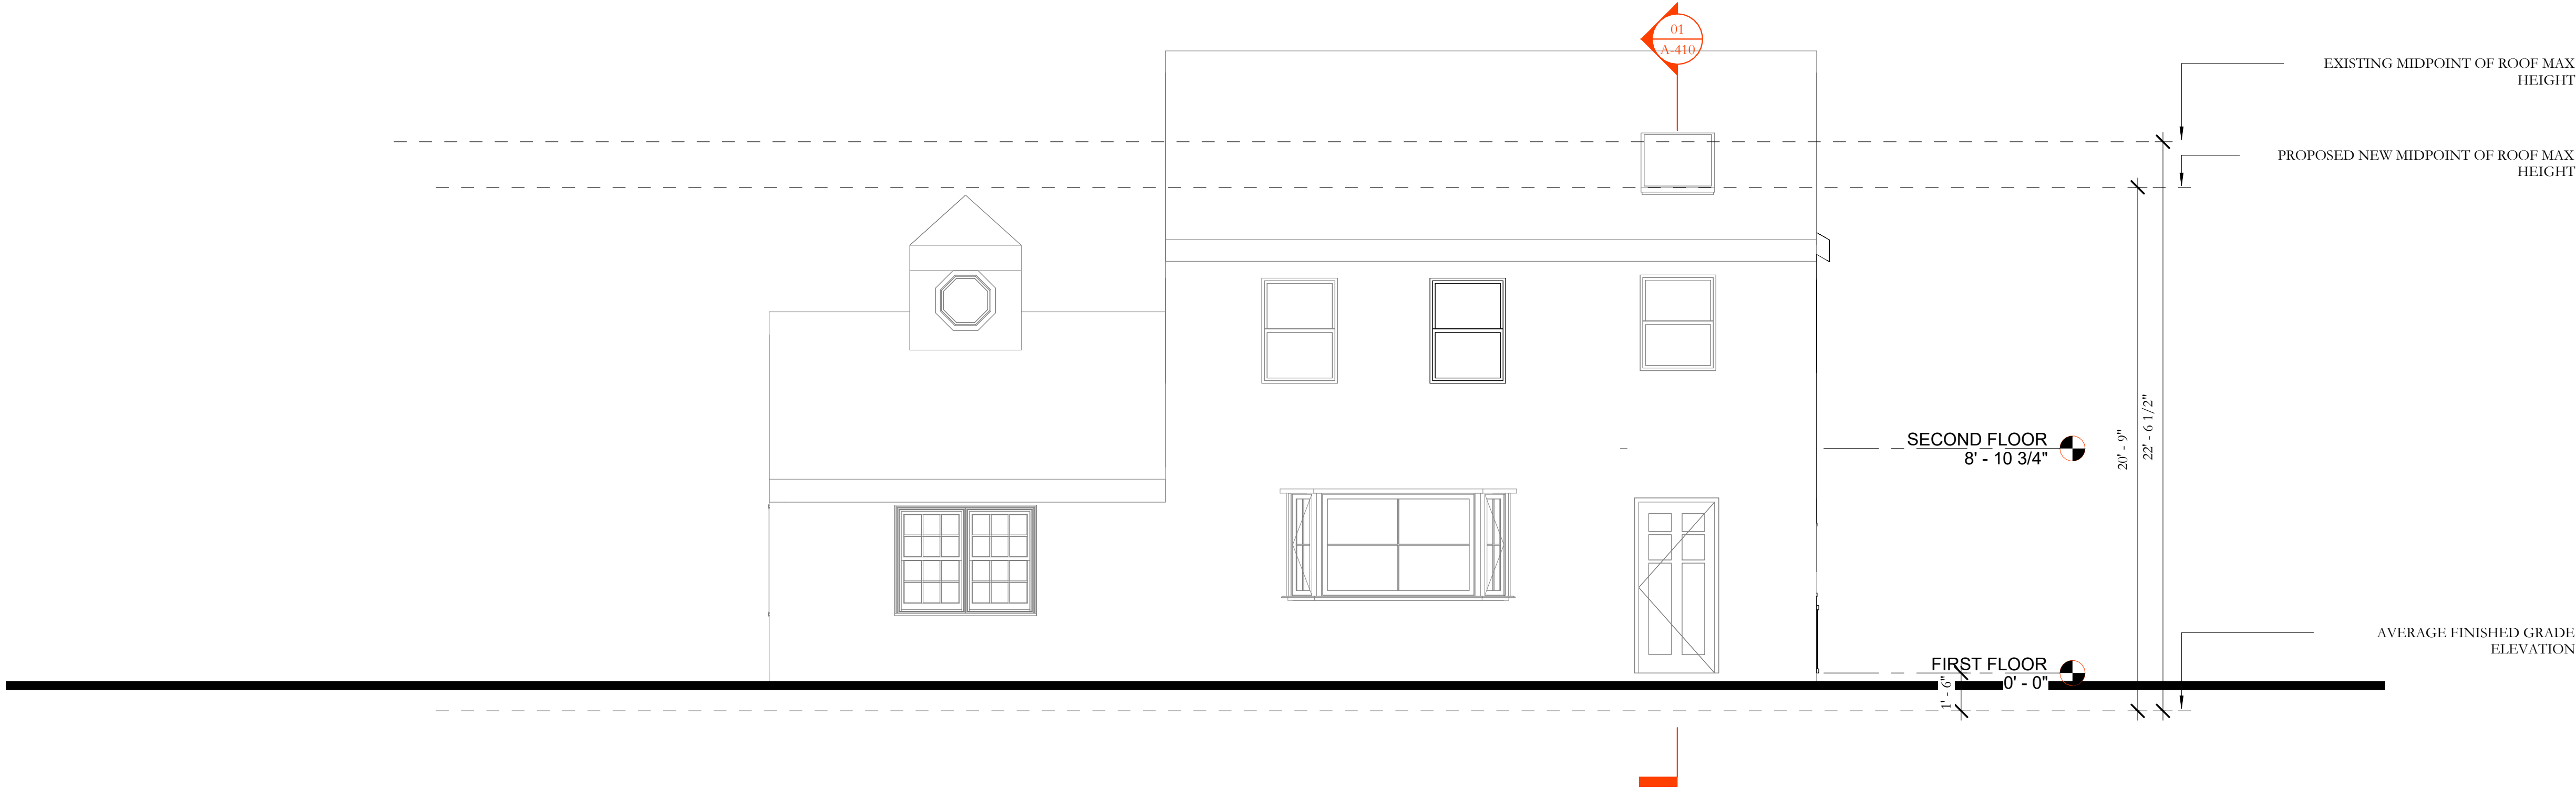 01
A-410
EXISTING MIDPOINT OF ROOF MAX
HEIGHT
PROPOSED NEW MIDPOINT OF ROOF MAX
HEIGHT
20' - 9"
22' - 6 1/2"
SECOND FLOOR
8' - 10 3/4"
AVERAGE FINISHED GRADE
ELEVATION
FIRST FLOOR
0' - 0"
1' - 6"